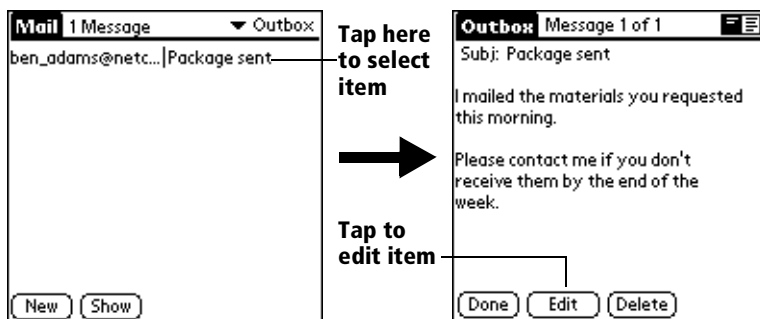 Mail 1 Message Outbox
ben_adams@netc... Package sent
New Show
Tap here
to select
item
Tap to
edit item
Outbox Message 1 of 1
Subj: Package sent
I mailed the materials you requested
this morning.
Please contact me if you don't
receive them by the end of the
week.
Done Edit Delete